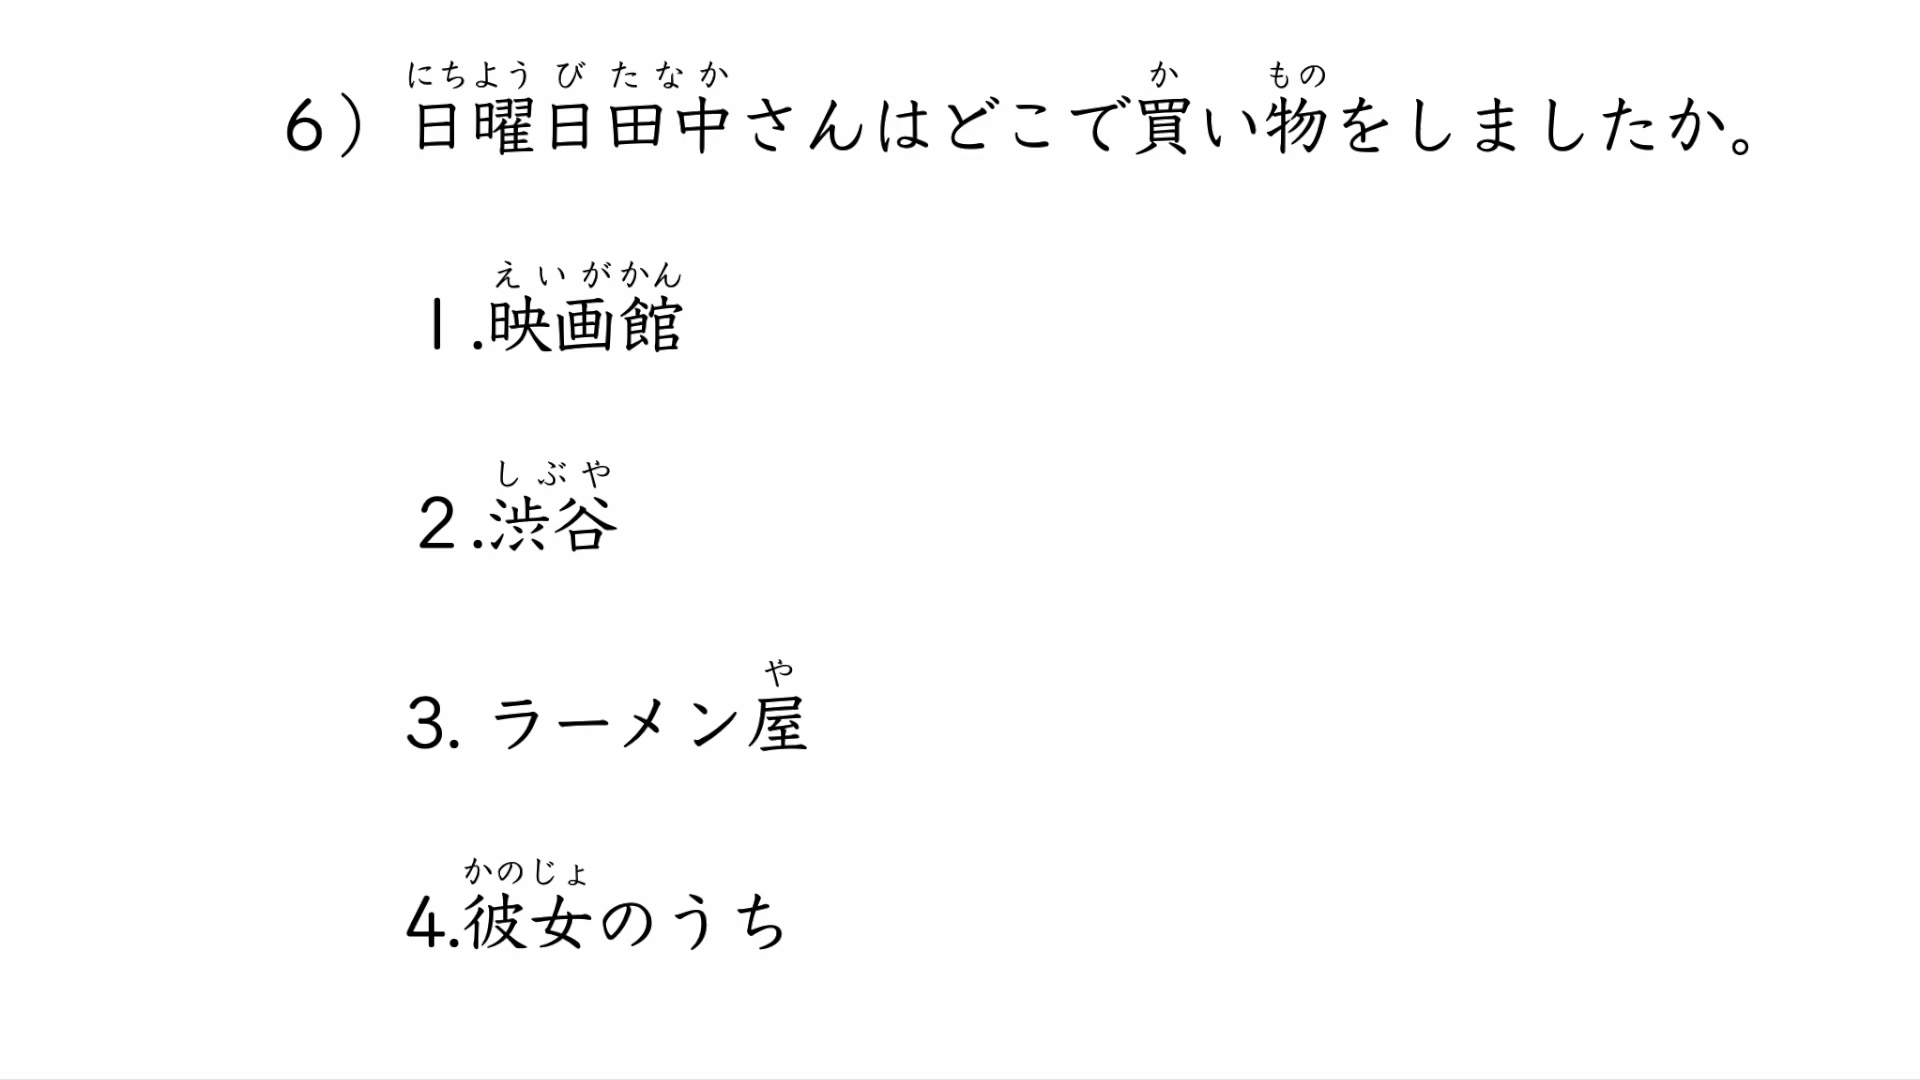 6）日曜日田中さんはどこで買い物をしましたか。
にちようび たなか か もの
1.映画館
えいがかん
2.渋谷
しぶや
3. ラーメン屋
や
4.彼女のうち
かのじょ